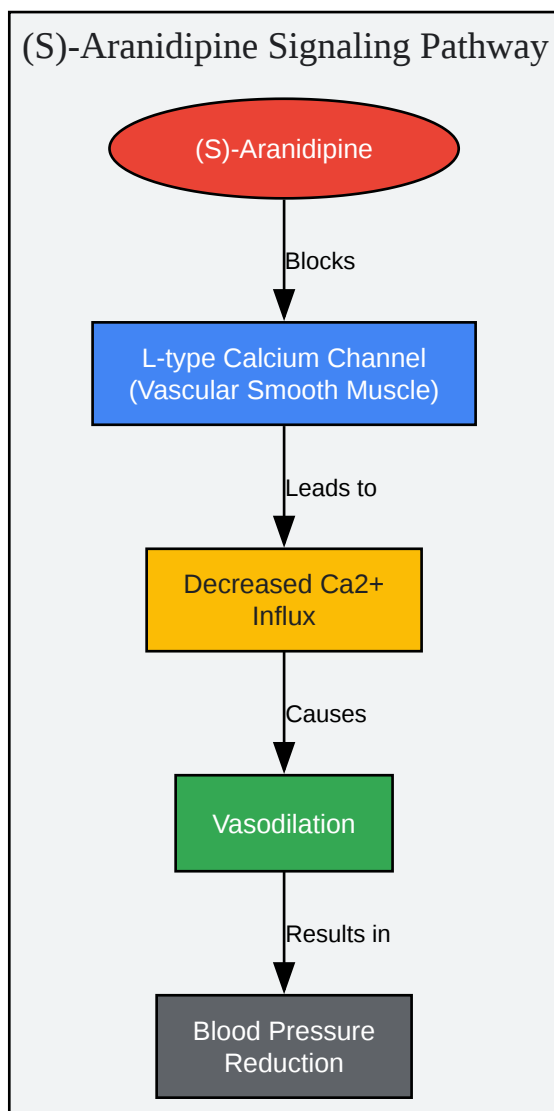 (S)-Aranidipine Signaling Pathway
(S)-Aranidipine
Blocks
L-type Calcium Channel
(Vascular Smooth Muscle)
Leads to
Decreased Ca2+
Influx
Causes
Vasodilation
Results in
Blood Pressure
Reduction